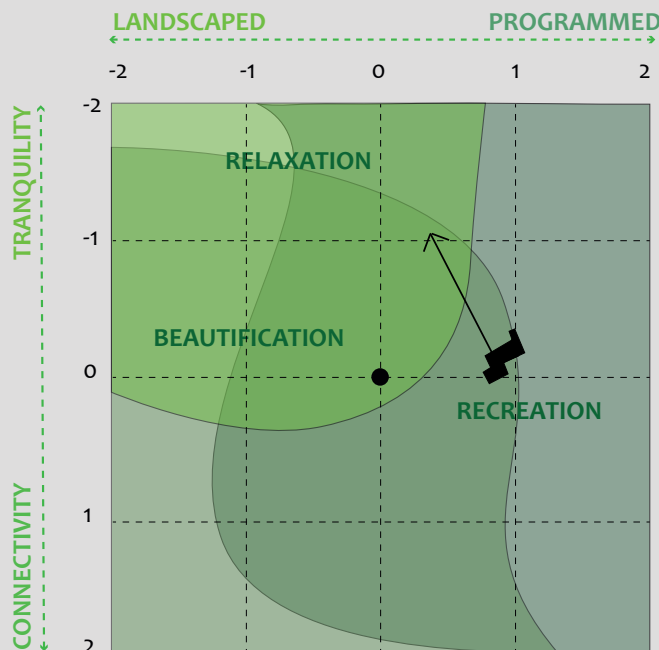 LANDSCAPED
PROGRAMMED
-2 -1 0 1 2
TRANQUILITY
-2
RELAXATION
-1
BEAUTIFICATION
0
RECREATION
CONNECTIVITY
1
2